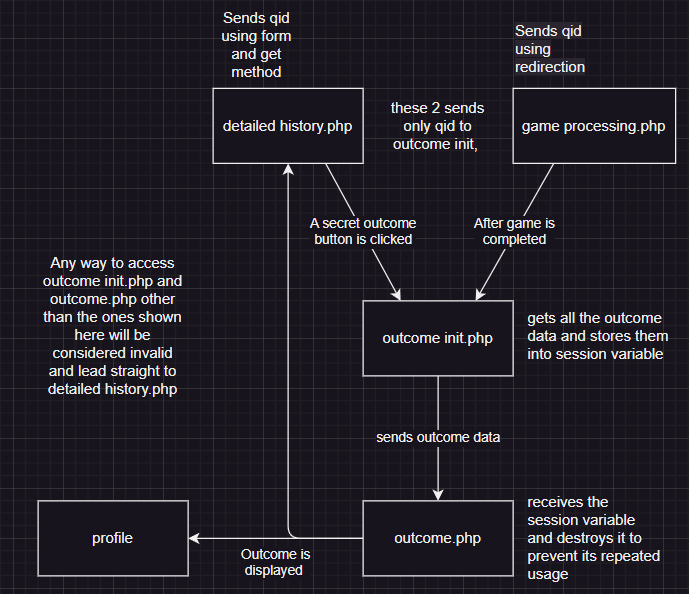 Sends qid
using form
and get
method
Sends qid
using
redirection
detailed history.php
these 2 sends
only qid to
outcome init,
game processing.php
A secret outcome
button is clicked
After game is
completed
Any way to access
outcome init.php and
outcome.php other
than the ones shown
here will be
considered invalid
and lead straight to
detailed history.php
outcome init.php
gets all the outcome
data and stores them
into session variable
sends outcome data
profile
Outcome is
displayed
outcome.php
receives the
session variable
and destroys it to
prevent its repeated
usage